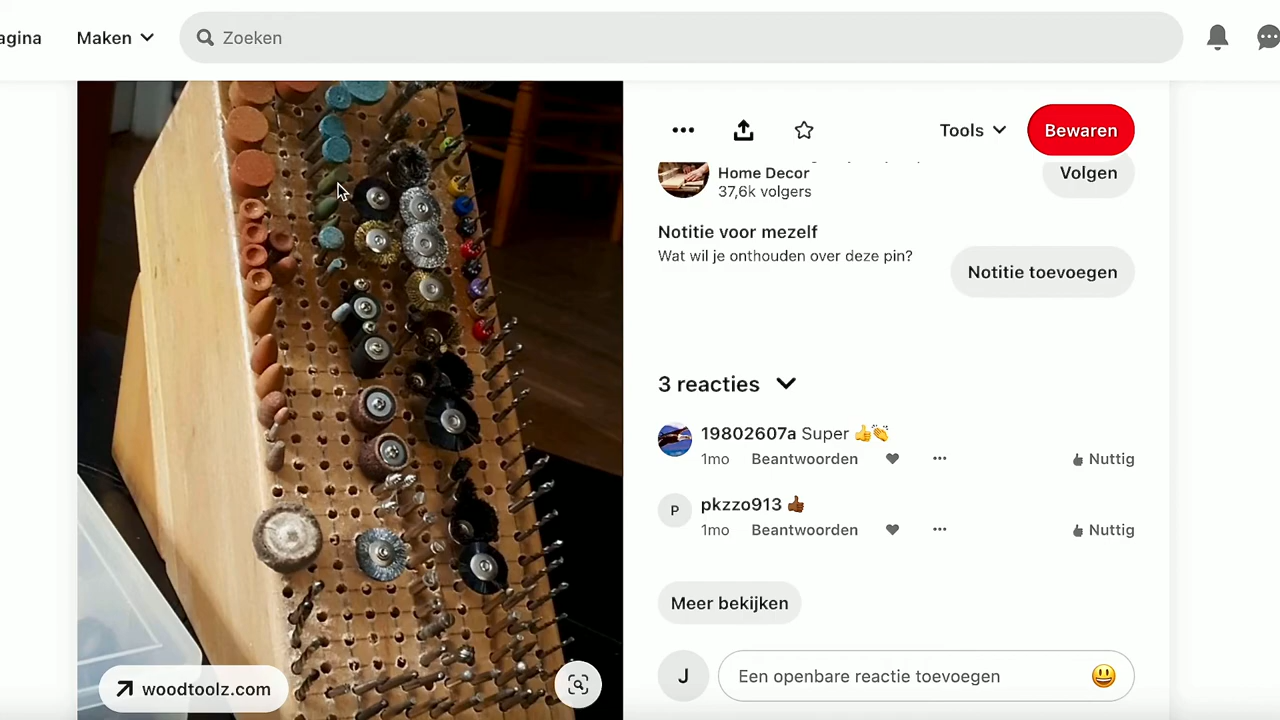 agina
Maken
Zoeken
Tools
Bewaren
Home Decor
37,6k volgers
Volgen
Notitie voor mezelf
Wat wil je onthouden over deze pin?
Notitie toevoegen
3 reacties
19802607a Super 👍👏
1mo Beantwoorden ••• Nuttig
P
pkzzo913 👍🏾
1mo Beantwoorden ••• Nuttig
Meer bekijken
J
Een openbare reactie toevoegen 😃
woodtoolz.com